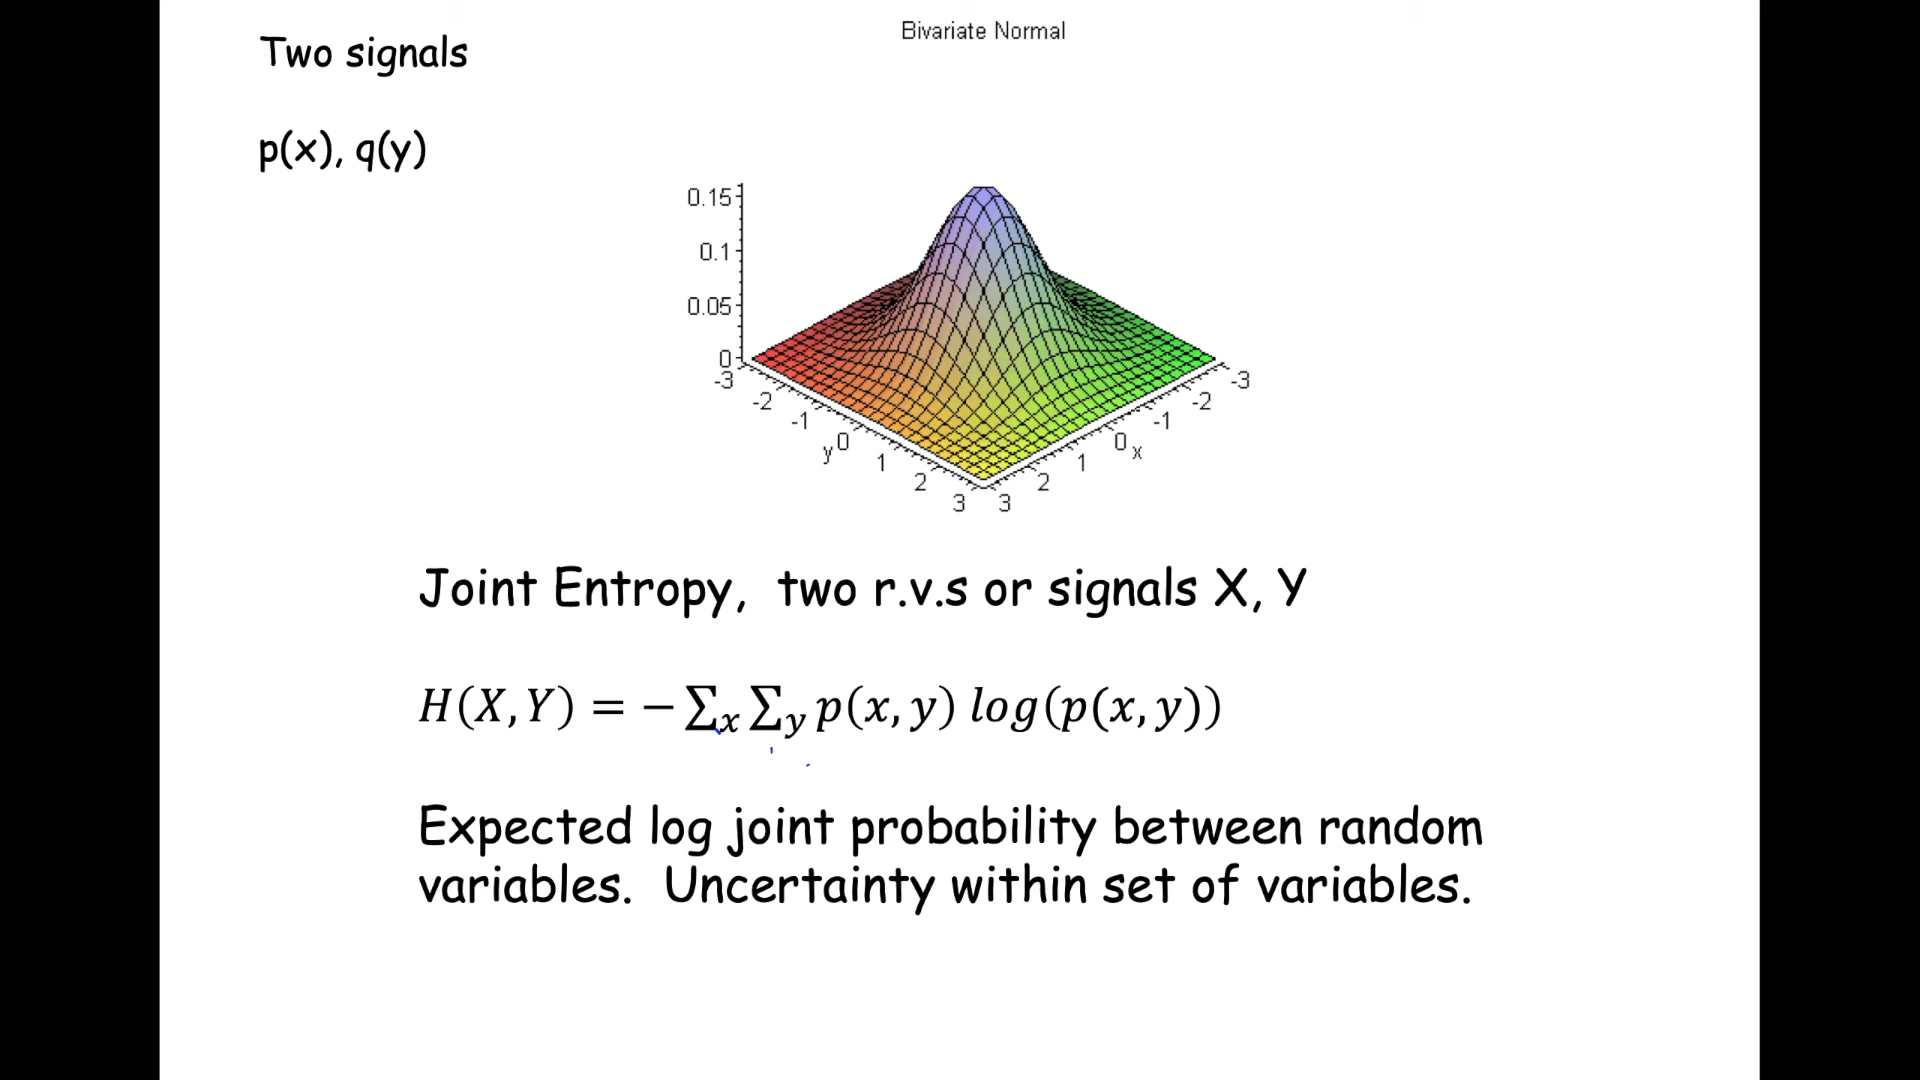 Two signals
Bivariate Normal
p(x), q(y)
0.15
0.1
0.05
0
-3
-2
-1
y
0
1
2
3
3
2
1
0
x
-1
-2
-3
Joint Entropy, two r.v.s or signals X, Y
H(X,Y) = − ∑x ∑y p(x,y) log(p(x,y))
Expected log joint probability between random
variables. Uncertainty within set of variables.